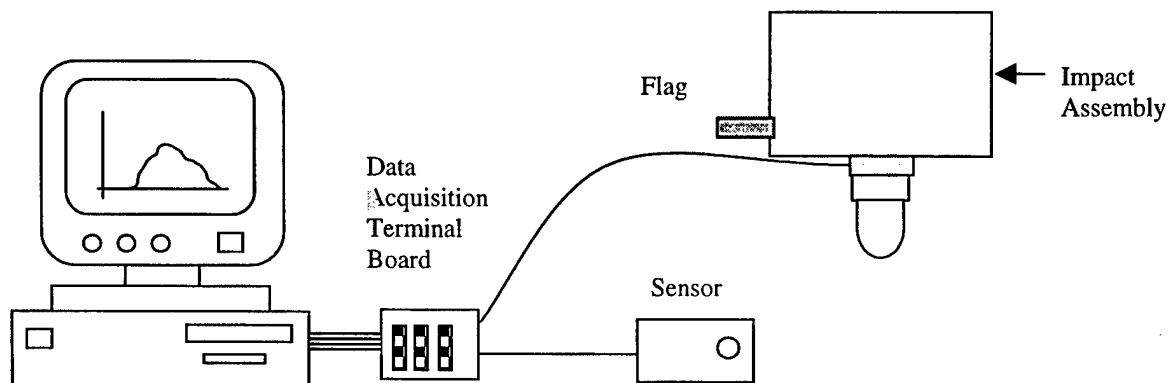 Flag
Impact
Assembly
Data
Acquisition
Terminal
Board
Sensor